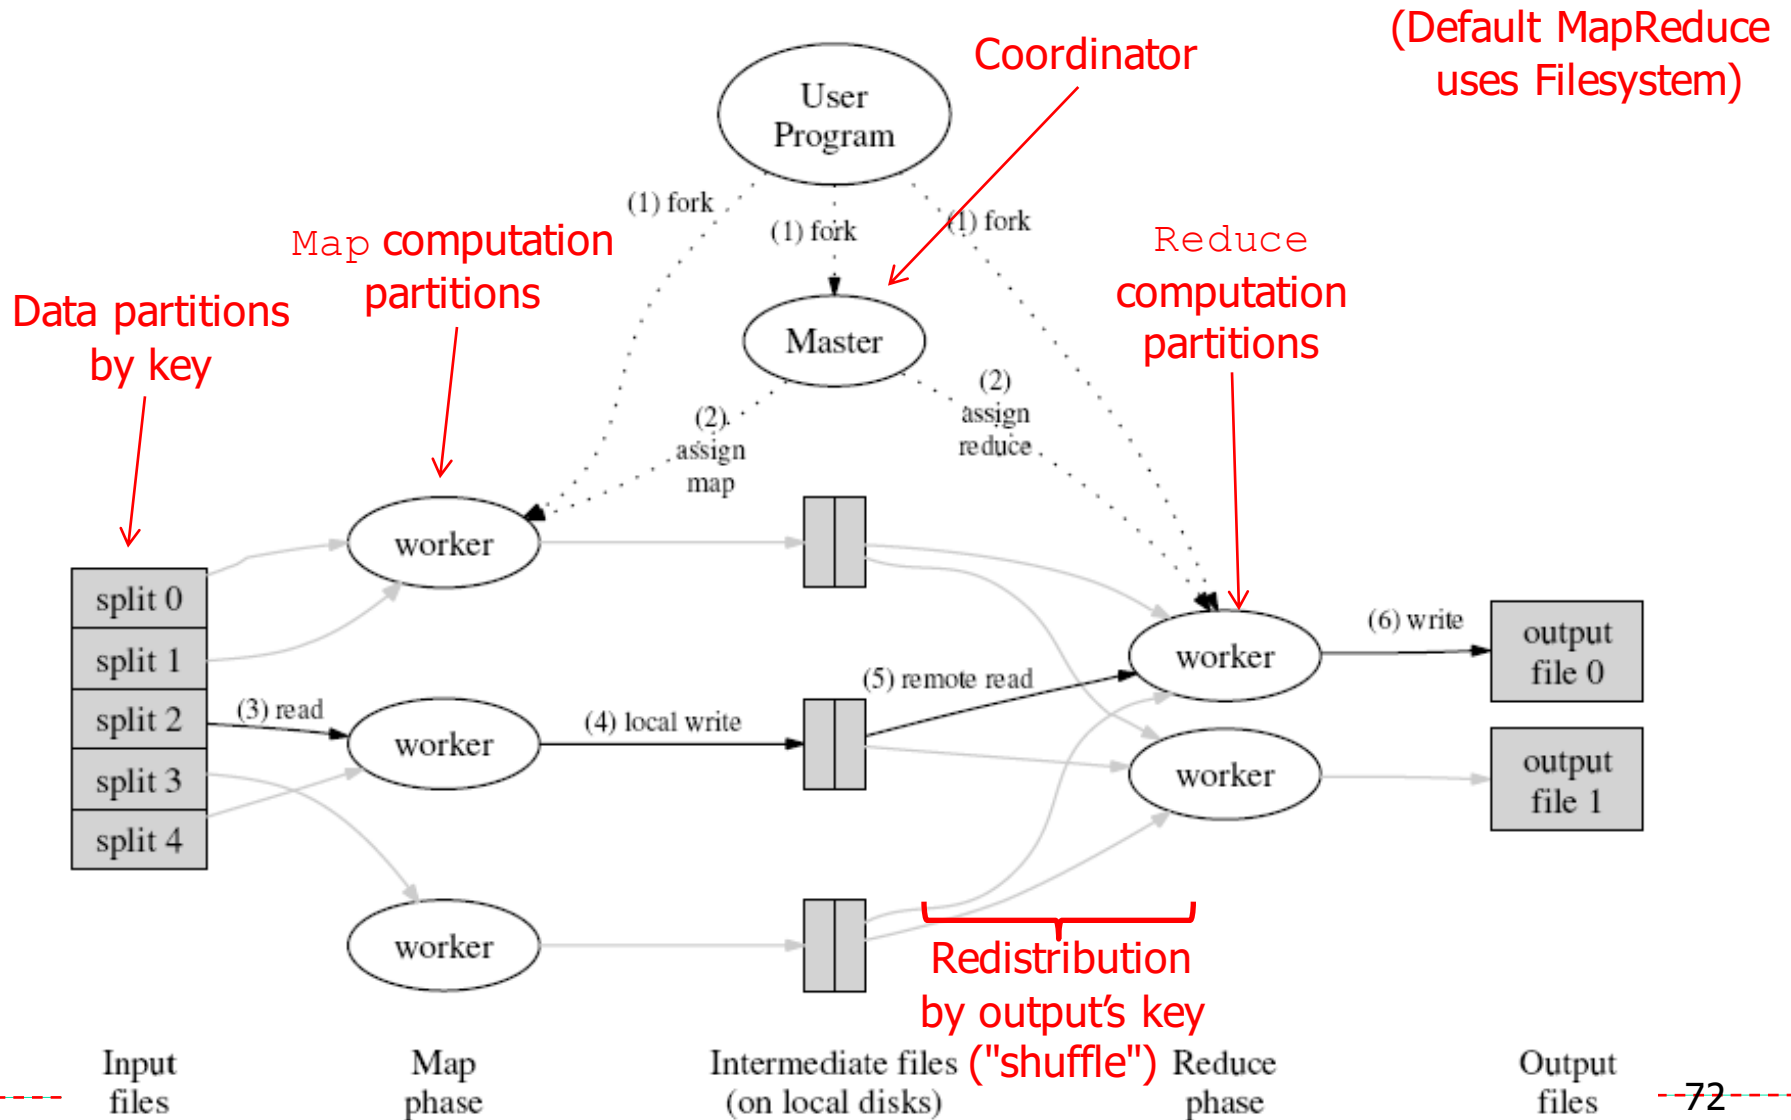 (Default MapReduce
uses Filesystem)
Coordinator
User
Program
(1) fork
(1) fork
(1) fork
Map computation
partitions
Reduce
computation
partitions
Data partitions
by key
Master
(2)
assign
map
(2)
assign
reduce
split 0
split 1
split 2
split 3
split 4
worker
worker
worker
(3) read
(4) local write
(5) remote read
worker
worker
(6) write
output
file 0
output
file 1
Redistribution
by output’s key
("shuffle")
Input
files
Map
phase
Intermediate files
(on local disks)
Reduce
phase
Output
files
72